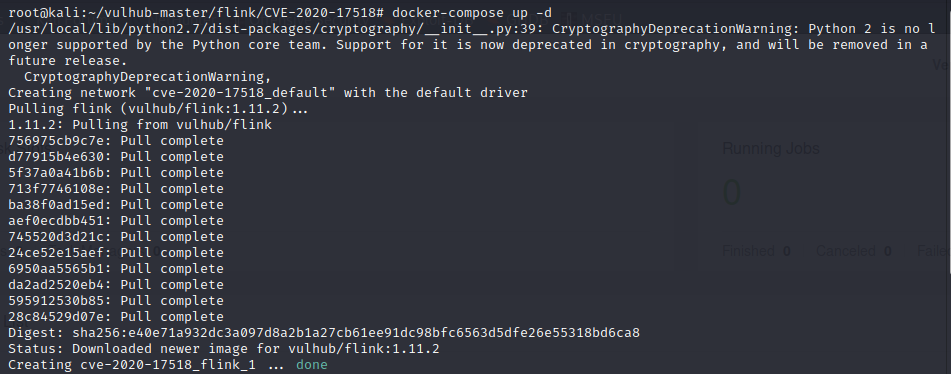 root@kali:~/vulhub-master/flink/CVE-2020-17518# docker-compose up -d
/usr/local/lib/python2.7/dist-packages/cryptography/__init__.py:39: CryptographyDeprecationWarning: Python 2 is no l
onger supported by the Python core team. Support for it is now deprecated in cryptography, and will be removed in a
future release.
  CryptographyDeprecationWarning,
Creating network "cve-2020-17518_default" with the default driver
Pulling flink (vulhub/flink:1.11.2)...
1.11.2: Pulling from vulhub/flink
756975cb9c7e: Pull complete
d77915b4e630: Pull complete
5f37a0a41b6b: Pull complete
713f7746108e: Pull complete
ba38f0ad15ed: Pull complete
aef0ecdbb451: Pull complete
745520d3d21c: Pull complete
24ce52e15aef: Pull complete
6950aa5565b1: Pull complete
da2ad2520eb4: Pull complete
595912530b85: Pull complete
28c84529d07e: Pull complete
Digest: sha256:e40e71a932dc3a097d8a2b1a27cb61ee91dc98bfc6563d5dfe26e55318bd6ca8
Status: Downloaded newer image for vulhub/flink:1.11.2
Creating cve-2020-17518_flink_1 ... done
Running Jobs
0
Finished 0 Canceled 0